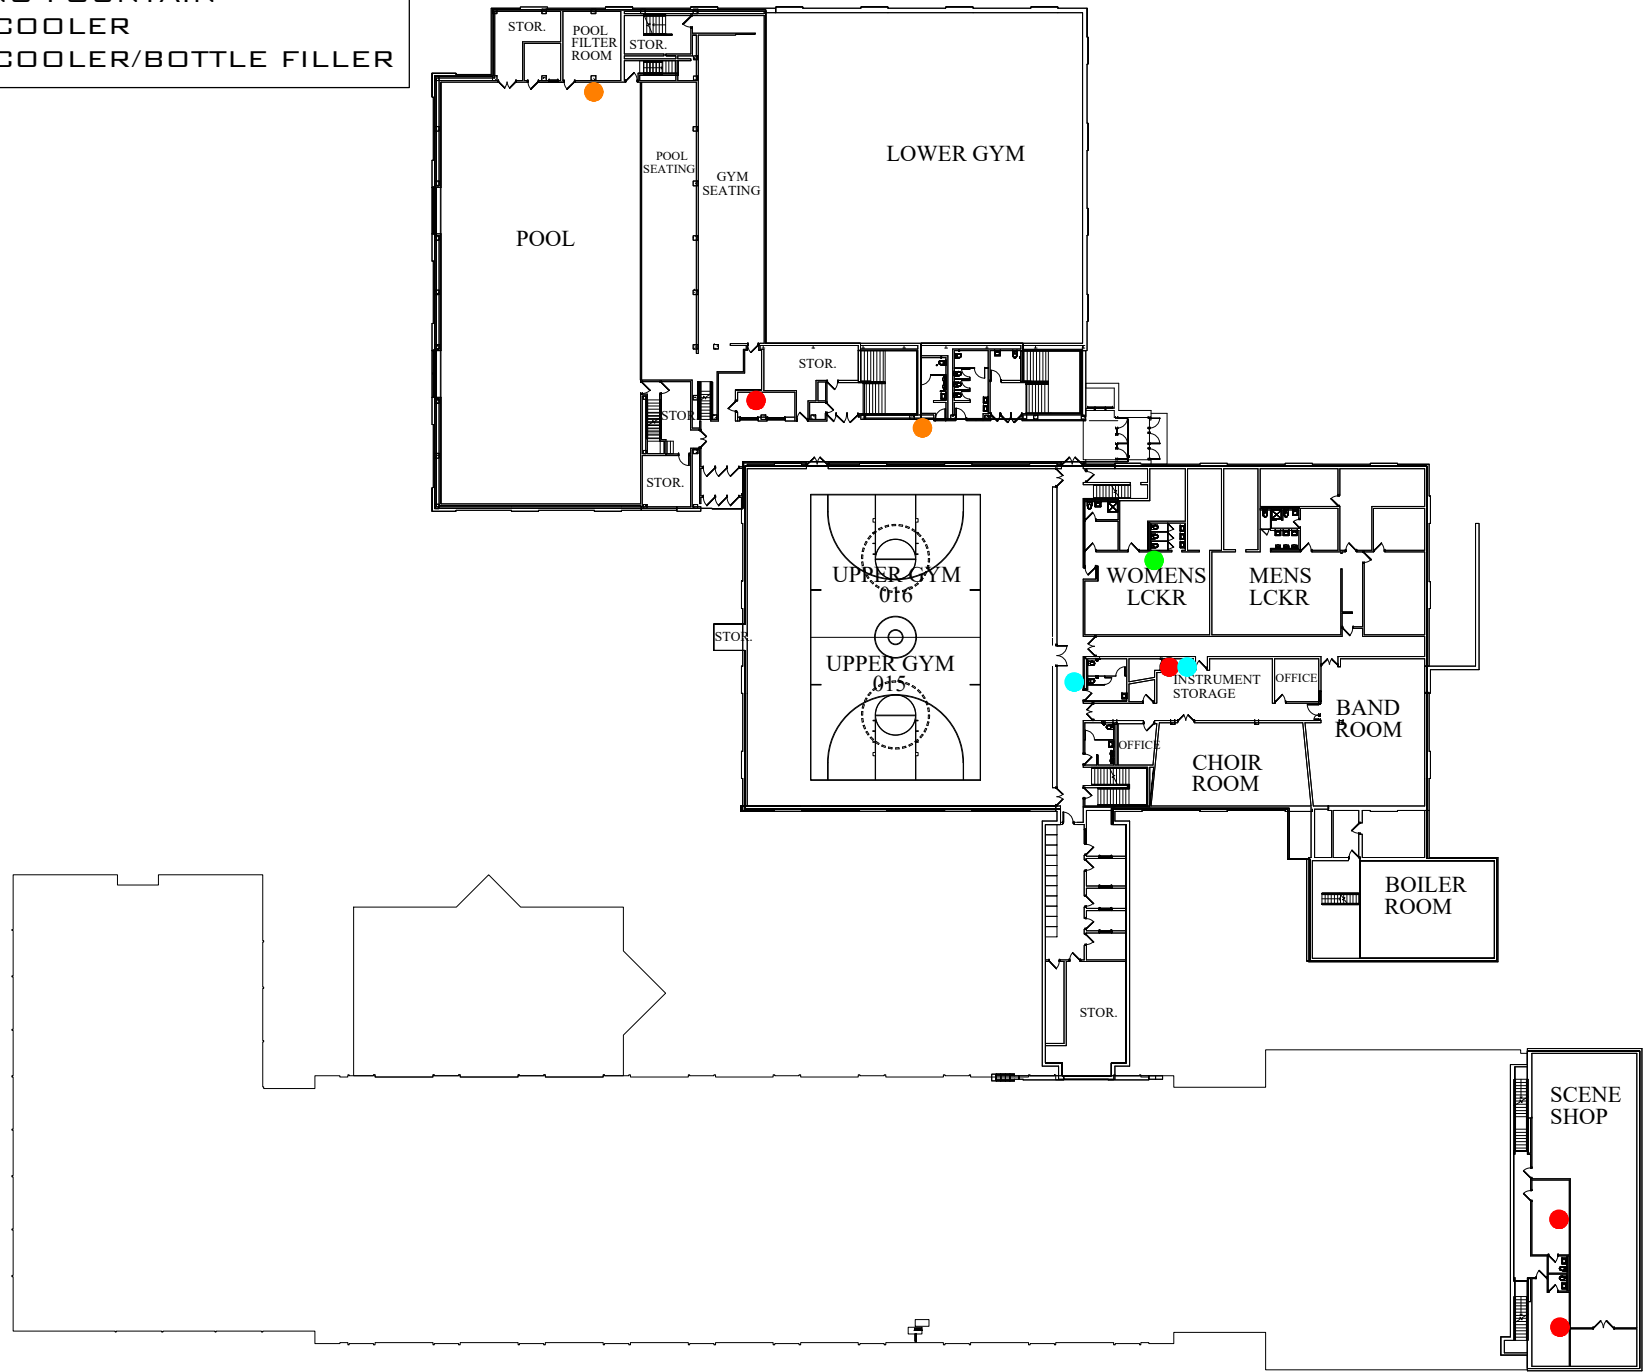 FOUNTAIN
COOLER
COOLER/BOTTLE FILLER
STOR.
POOL
FILTER
ROOM
STOR.
LOWER GYM
POOL
SEATING
GYM
SEATING
POOL
STOR.
STOR.
STOR.
UPPER GYM
016
WOMENS
LCKR
MENS
LCKR
STOR.
UPPER GYM
015
INSTRUMENT
STORAGE
OFFICE
BAND
ROOM
OFFICE
CHOIR
ROOM
BOILER
ROOM
STOR.
SCENE
SHOP